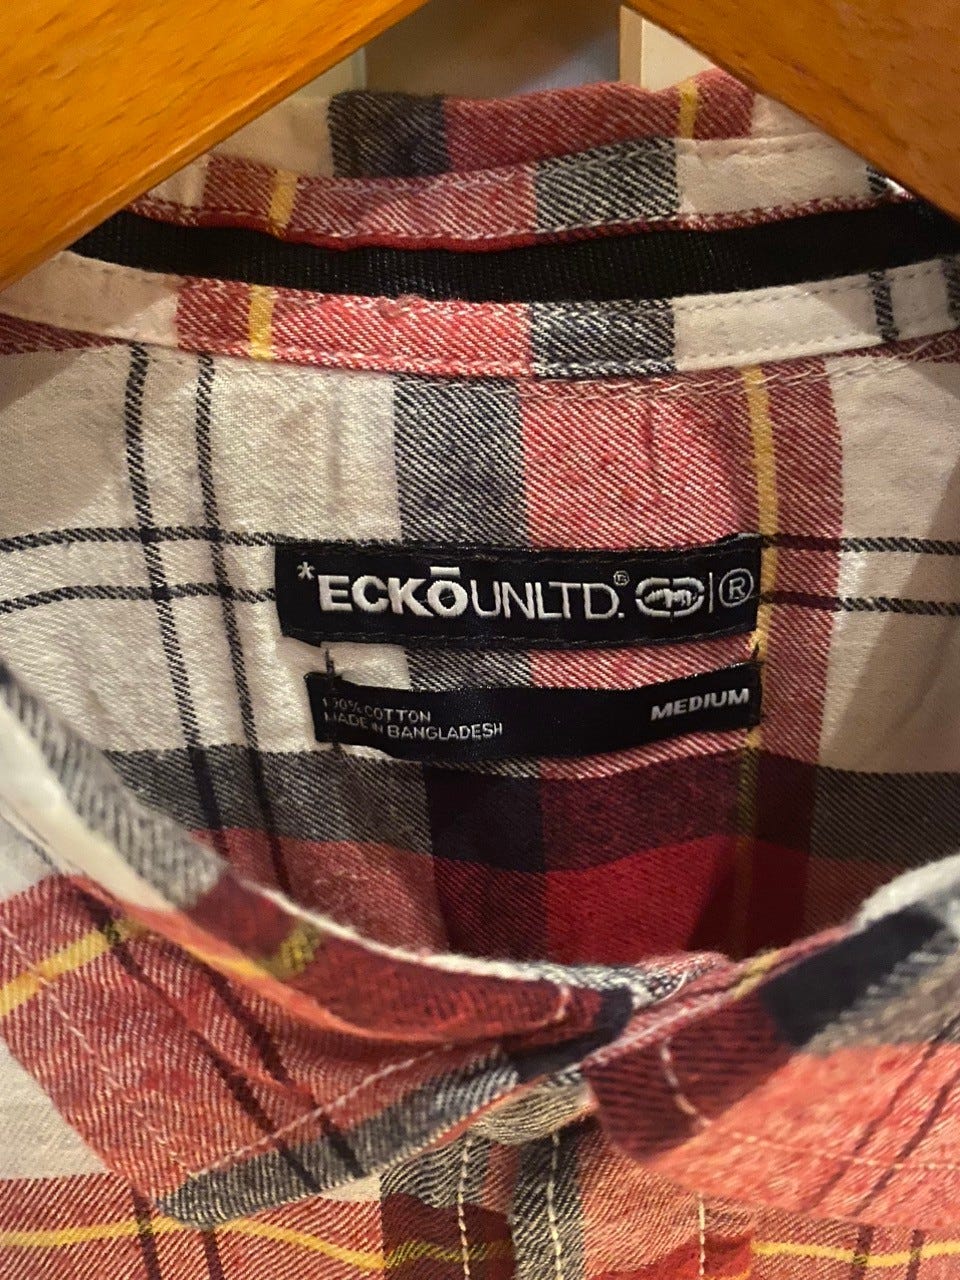 *ECKŌUNLTD.® |®
100% COTTON
MADE IN BANGLADESH
MEDIUM